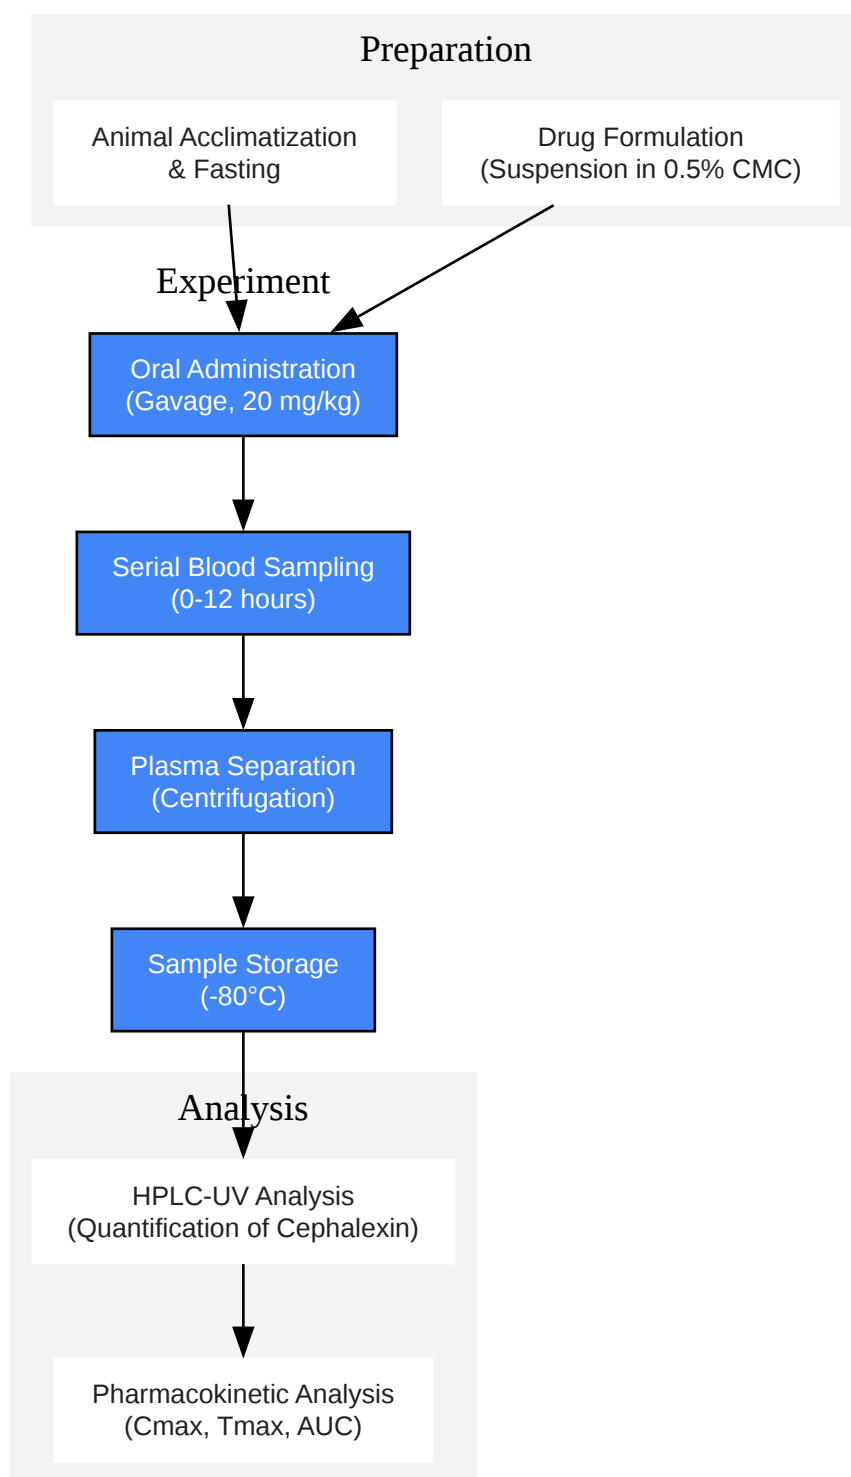 Preparation
Animal Acclimatization
& Fasting
Drug Formulation
(Suspension in 0.5% CMC)
Experiment
Oral Administration
(Gavage, 20 mg/kg)
Serial Blood Sampling
(0-12 hours)
Plasma Separation
(Centrifugation)
Sample Storage
(-80°C)
Analysis
HPLC-UV Analysis
(Quantification of Cephalexin)
Pharmacokinetic Analysis
(Cmax, Tmax, AUC)